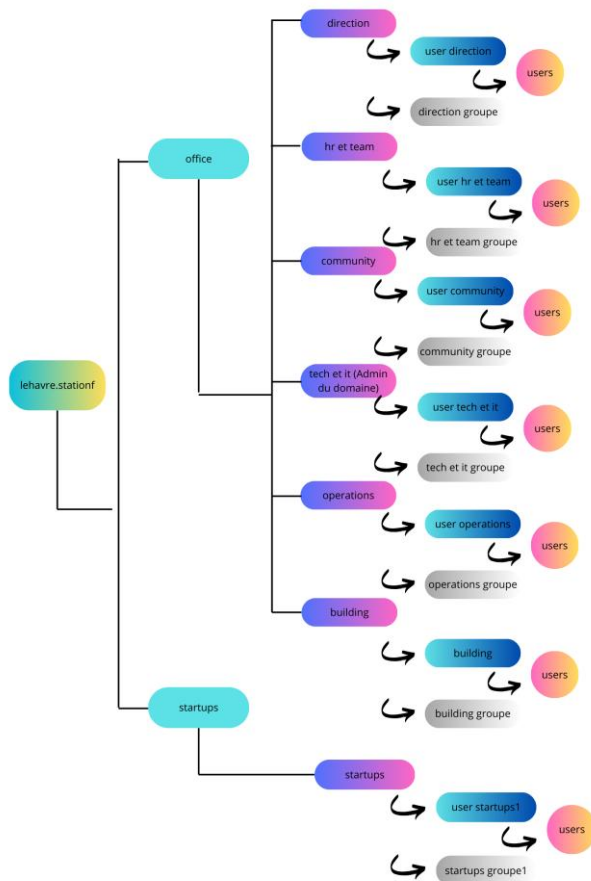 direction
user direction
users
direction groupe
office
hr et team
user hr et team
users
hr et team groupe
community
user community
users
community groupe
lehavre.stationf
tech et it (Admin
du domaine)
user tech et it
users
tech et it groupe
operations
user operations
users
operations groupe
building
building
users
building groupe
startups
startups
user startups1
users
startups groupe1